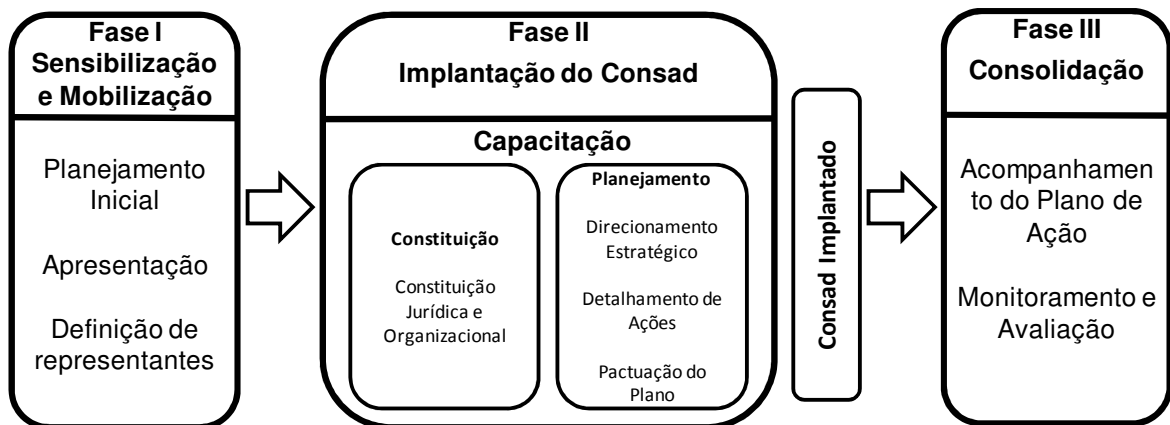 Fase I
Sensibilização
e Mobilização
Planejamento
Inicial
Apresentação
Definição de
representantes
Fase II
Implantação do Consad
Capacitação
Constituição
Constituição
Jurídica e
Organizacional
Planejamento
Direcionamento
Estratégico
Detalhamento de
Ações
Pactuação do
Plano
Consad Implantado
Fase III
Consolidação
Acompanhamen
to do Plano de
Ação
Monitoramento e
Avaliação